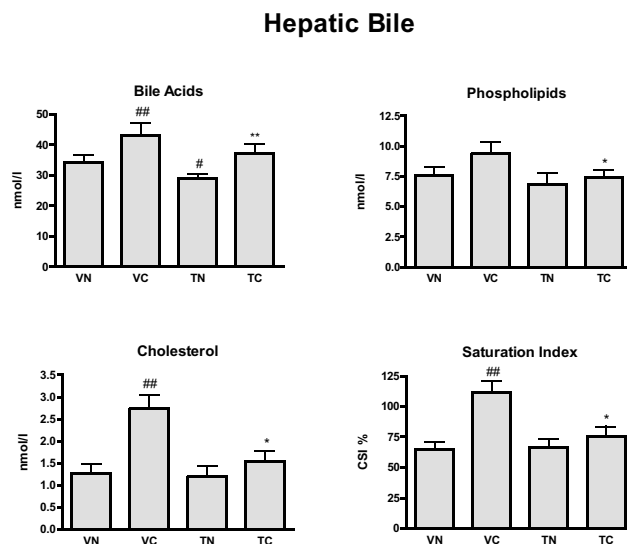 Hepatic Bile
Bile Acids
nmol/l
50
40
30
20
10
0
##
#
**
VN VC TN TC
Phospholipids
nmol/l
12.5
10.0
7.5
5.0
2.5
0.0
*
VN VC TN TC
Cholesterol
nmol/l
3.5
3.0
2.5
2.0
1.5
1.0
0.5
0.0
##
*
VN VC TN TC
Saturation Index
CSI %
125
100
75
50
25
0
##
*
VN VC TN TC